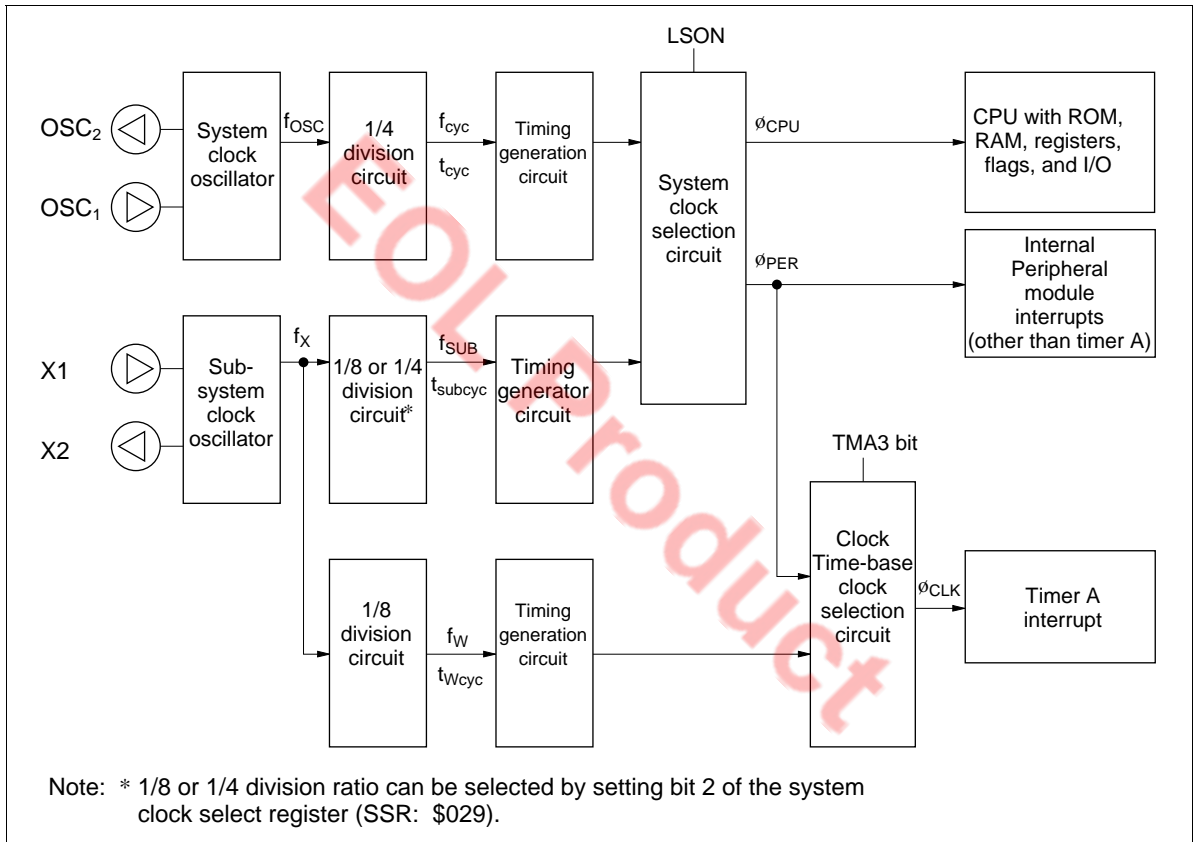 LSON
OSC2
OSC1
System
clock
oscillator
fOSC
1/4
division
circuit
fcyc
tcyc
Timing
generation
circuit
System
clock
selection
circuit
øCPU
CPU with ROM,
RAM, registers,
flags, and I/O
øPER
Internal
Peripheral
module
interrupts
(other than timer A)
X1
X2
Sub-
system
clock
oscillator
fX
1/8 or 1/4
division
circuit*
fSUB
tsubcyc
Timing
generator
circuit
TMA3 bit
1/8
division
circuit
fW
tWcyc
Timing
generation
circuit
Clock
Time-base
clock
selection
circuit
øCLK
Timer A
interrupt
EOL Product
Note: * 1/8 or 1/4 division ratio can be selected by setting bit 2 of the system
clock select register (SSR: $029).